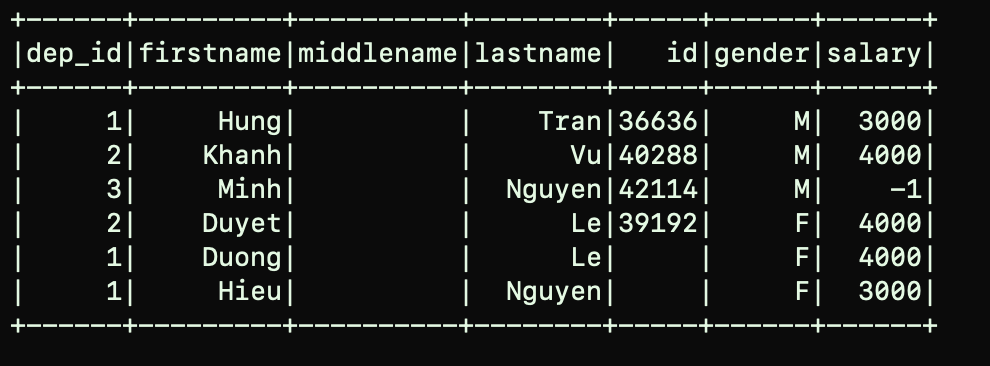 +------+---------+----------+--------+-----+------+------+
|dep_id|firstname|middlename|lastname|   id|gender|salary|
+------+---------+----------+--------+-----+------+------+
|     1|     Hung|          |    Tran|36636|     M|  3000|
|     2|    Khanh|          |      Vu|40288|     M|  4000|
|     3|    Minh|          |  Nguyen|42114|     M|    -1|
|     2|    Duyet|          |      Le|39192|     F|  4000|
|     1|    Duong|          |      Le|     |     F|  4000|
|     1|     Hieu|          |  Nguyen|     |     F|  3000|
+------+---------+----------+--------+-----+------+------+